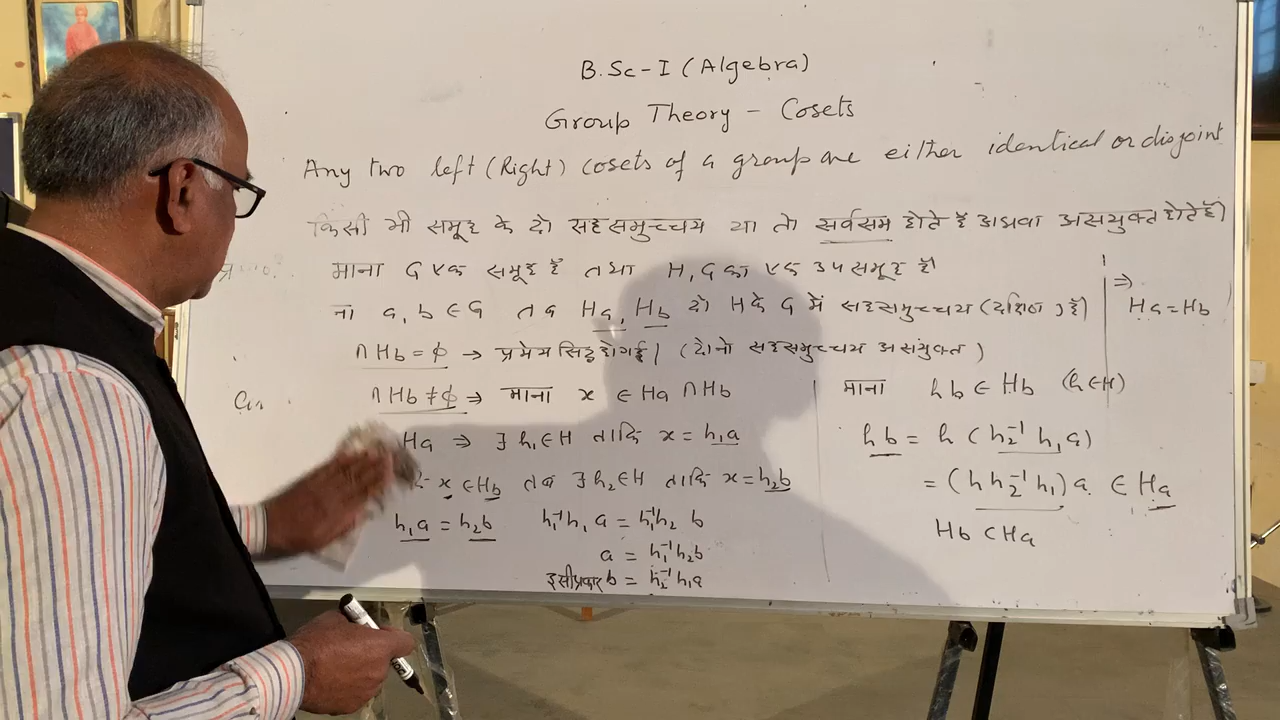 B.Sc-I (Algebra)
Group Theory - Cosets
Any two left (Right) cosets of a group are either identical or disjoint
किसी भी समूह के दो सहसमुच्चय या तो सर्वसम होते हैं अथवा असंयुक्त होते हैं)
माना G एक समूह है तथा H, G का एक उपसमूह है।
ना a, b ∈ G तब Ha, Hb दो H के G में सहसमुच्चय (दक्षिण) हैं)
∩ Hb = ϕ → प्रमेय सिद्ध हो गई। (दोनो सहसमुच्चय असंयुक्त)
∩ Hb ≠ ϕ ⇒ माना x ∈ Ha ∩ Hb
Ha ⇒ ∃ h₁ ∈ H ताकि x = h₁a
x ∈ Hb तब ∃ h₂ ∈ H ताकि x = h₂b
h₁a = h₂b h₁⁻¹h₁ a = h₁⁻¹h₂ b
a = h₁⁻¹h₂b
इसीप्रकार b = h₂⁻¹h₁a
माना hb ∈ Hb (h ∈ H)
hb = h (h₂⁻¹ h₁ a)
= (h h₂⁻¹ h₁) a ∈ Ha
Hb ⊂ Ha
⇒
Ha = Hb